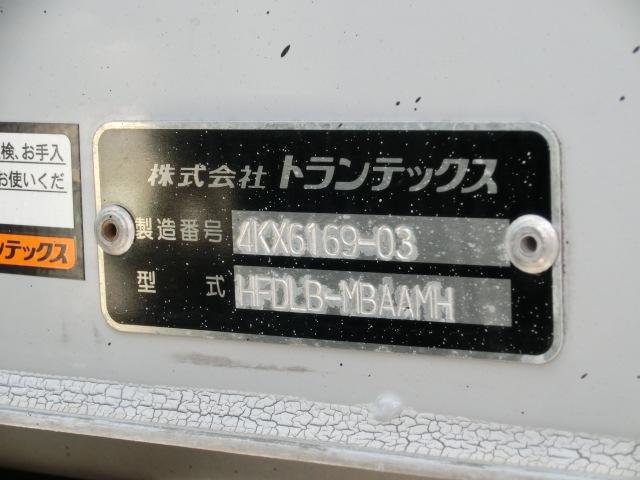 検、お手入
お使いくだ
ンテックス
株式会社 トランテックス
製造番号 4KX6169-03
型式 HFDLB-MBAAMH